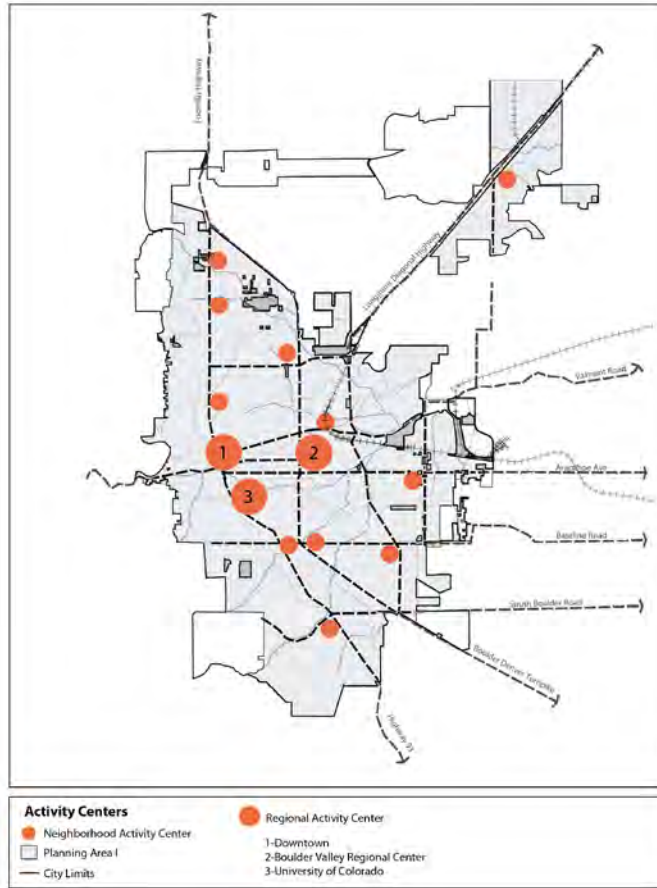 Foothills Highway
Longmont Diagonal Highway
Valmont Road
1
2
Arapahoe Ave
3
Baseline Road
South Boulder Road
Boulder Denver Turnpike
Highway 93
Activity Centers
Neighborhood Activity Center
Planning Area I
City Limits
Regional Activity Center
1-Downtown
2-Boulder Valley Regional Center
3-University of Colorado